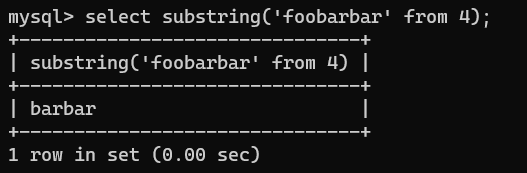 mysql> select substring('foobarbar' from 4);
+------------------------------+
| substring('foobarbar' from 4) |
+------------------------------+
| barbar                        |
+------------------------------+
1 row in set (0.00 sec)